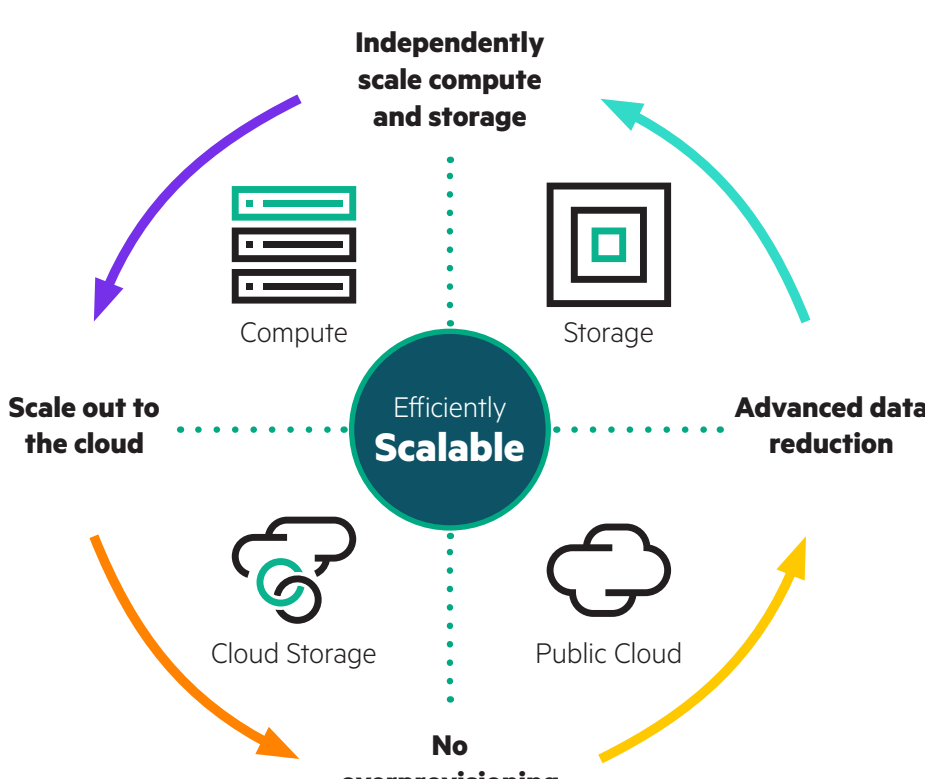 Independently
scale compute
and storage
Compute
Storage
Scale out to
the cloud
Efficiently
Scalable
Advanced data
reduction
Cloud Storage
Public Cloud
No
overprovisioning